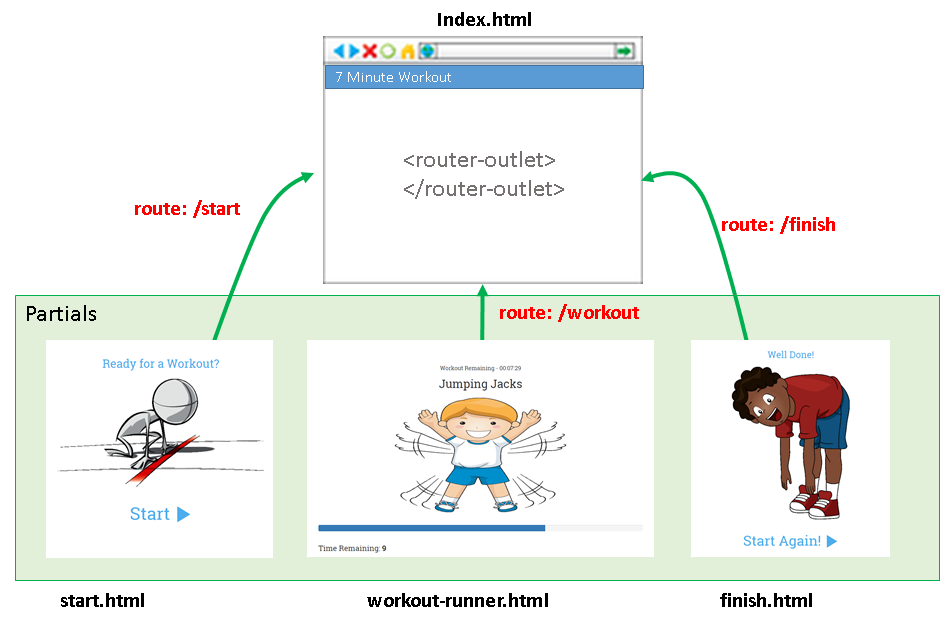 Index.html
7 Minute Workout
<router-outlet>
</router-outlet>
route: /start
route: /finish
route: /workout
Partials
Ready for a Workout?
Start
Workout Remaining - 00:07:29
Jumping Jacks
Time Remaining: 9
Well Done!
Start Again!
start.html
workout-runner.html
finish.html